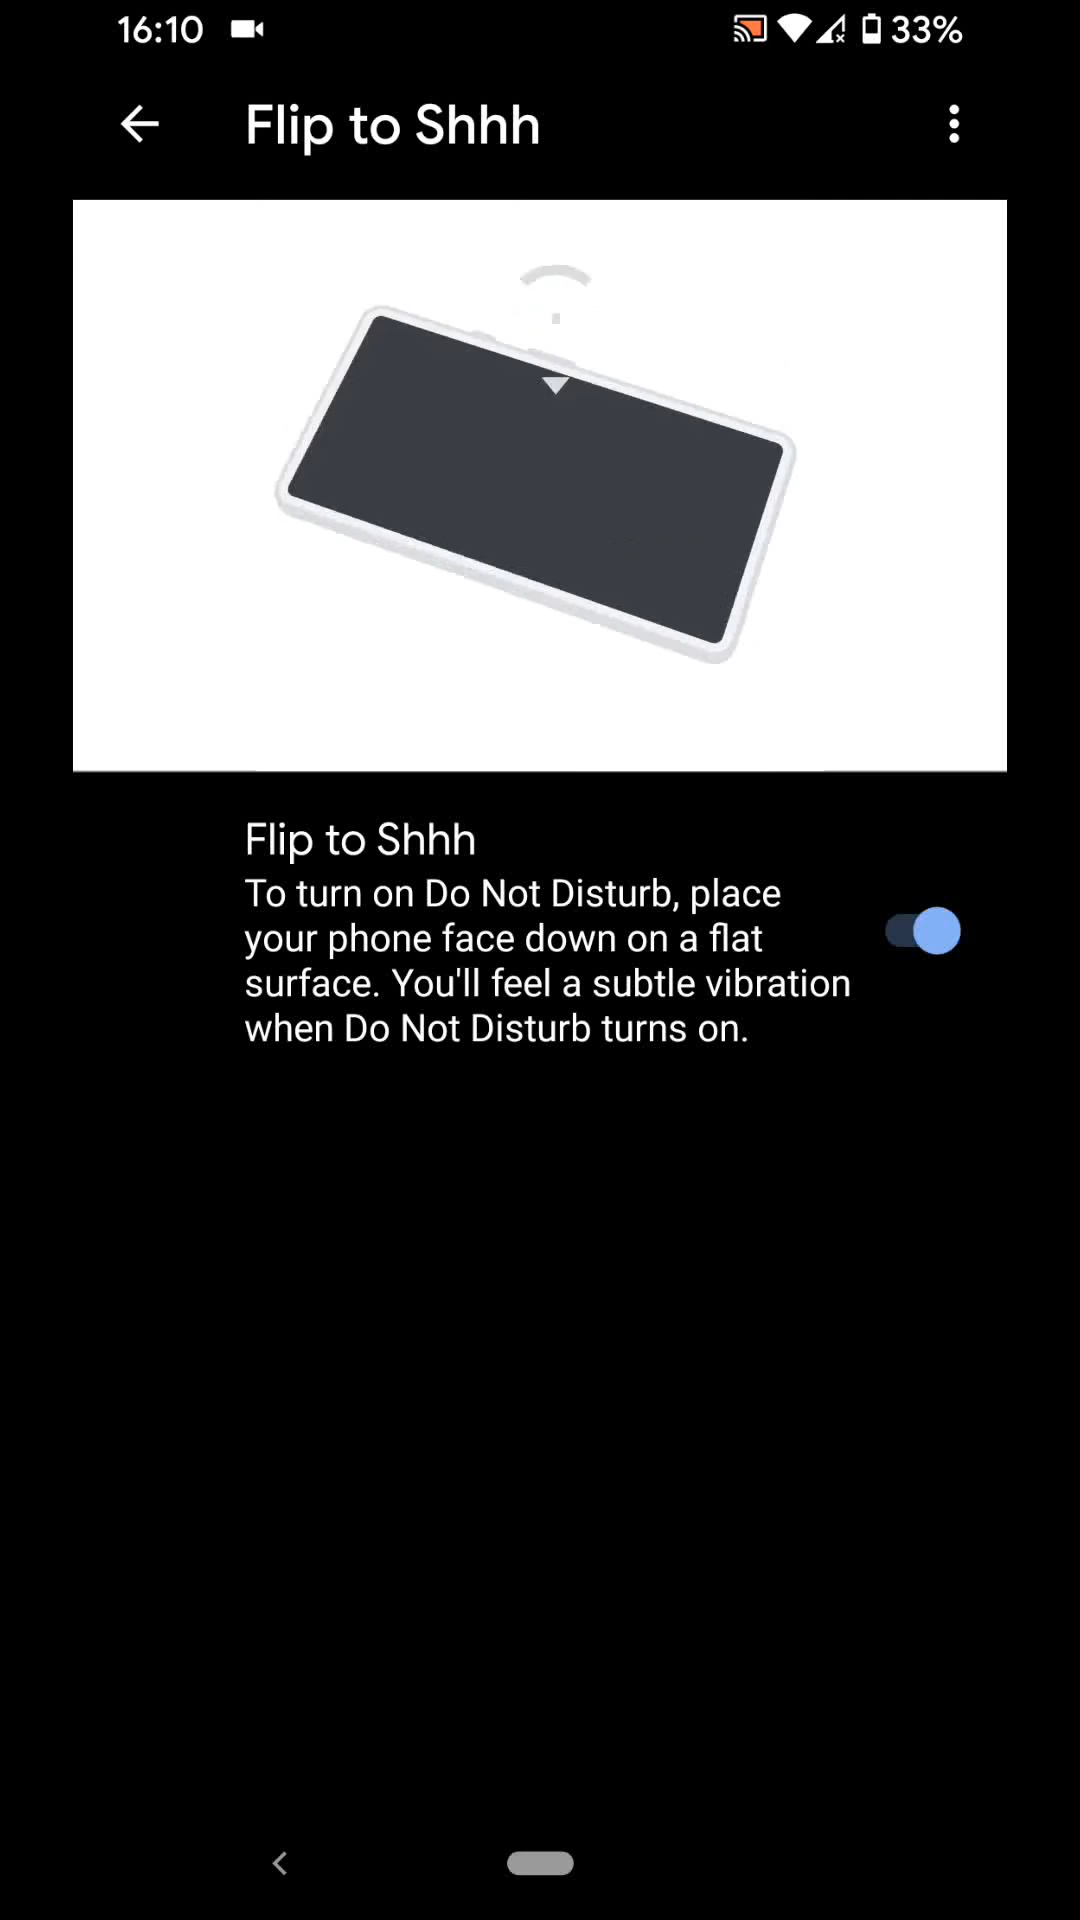 16:10
33%
Flip to Shhh
Flip to Shhh
To turn on Do Not Disturb, place
your phone face down on a flat
surface. You'll feel a subtle vibration
when Do Not Disturb turns on.